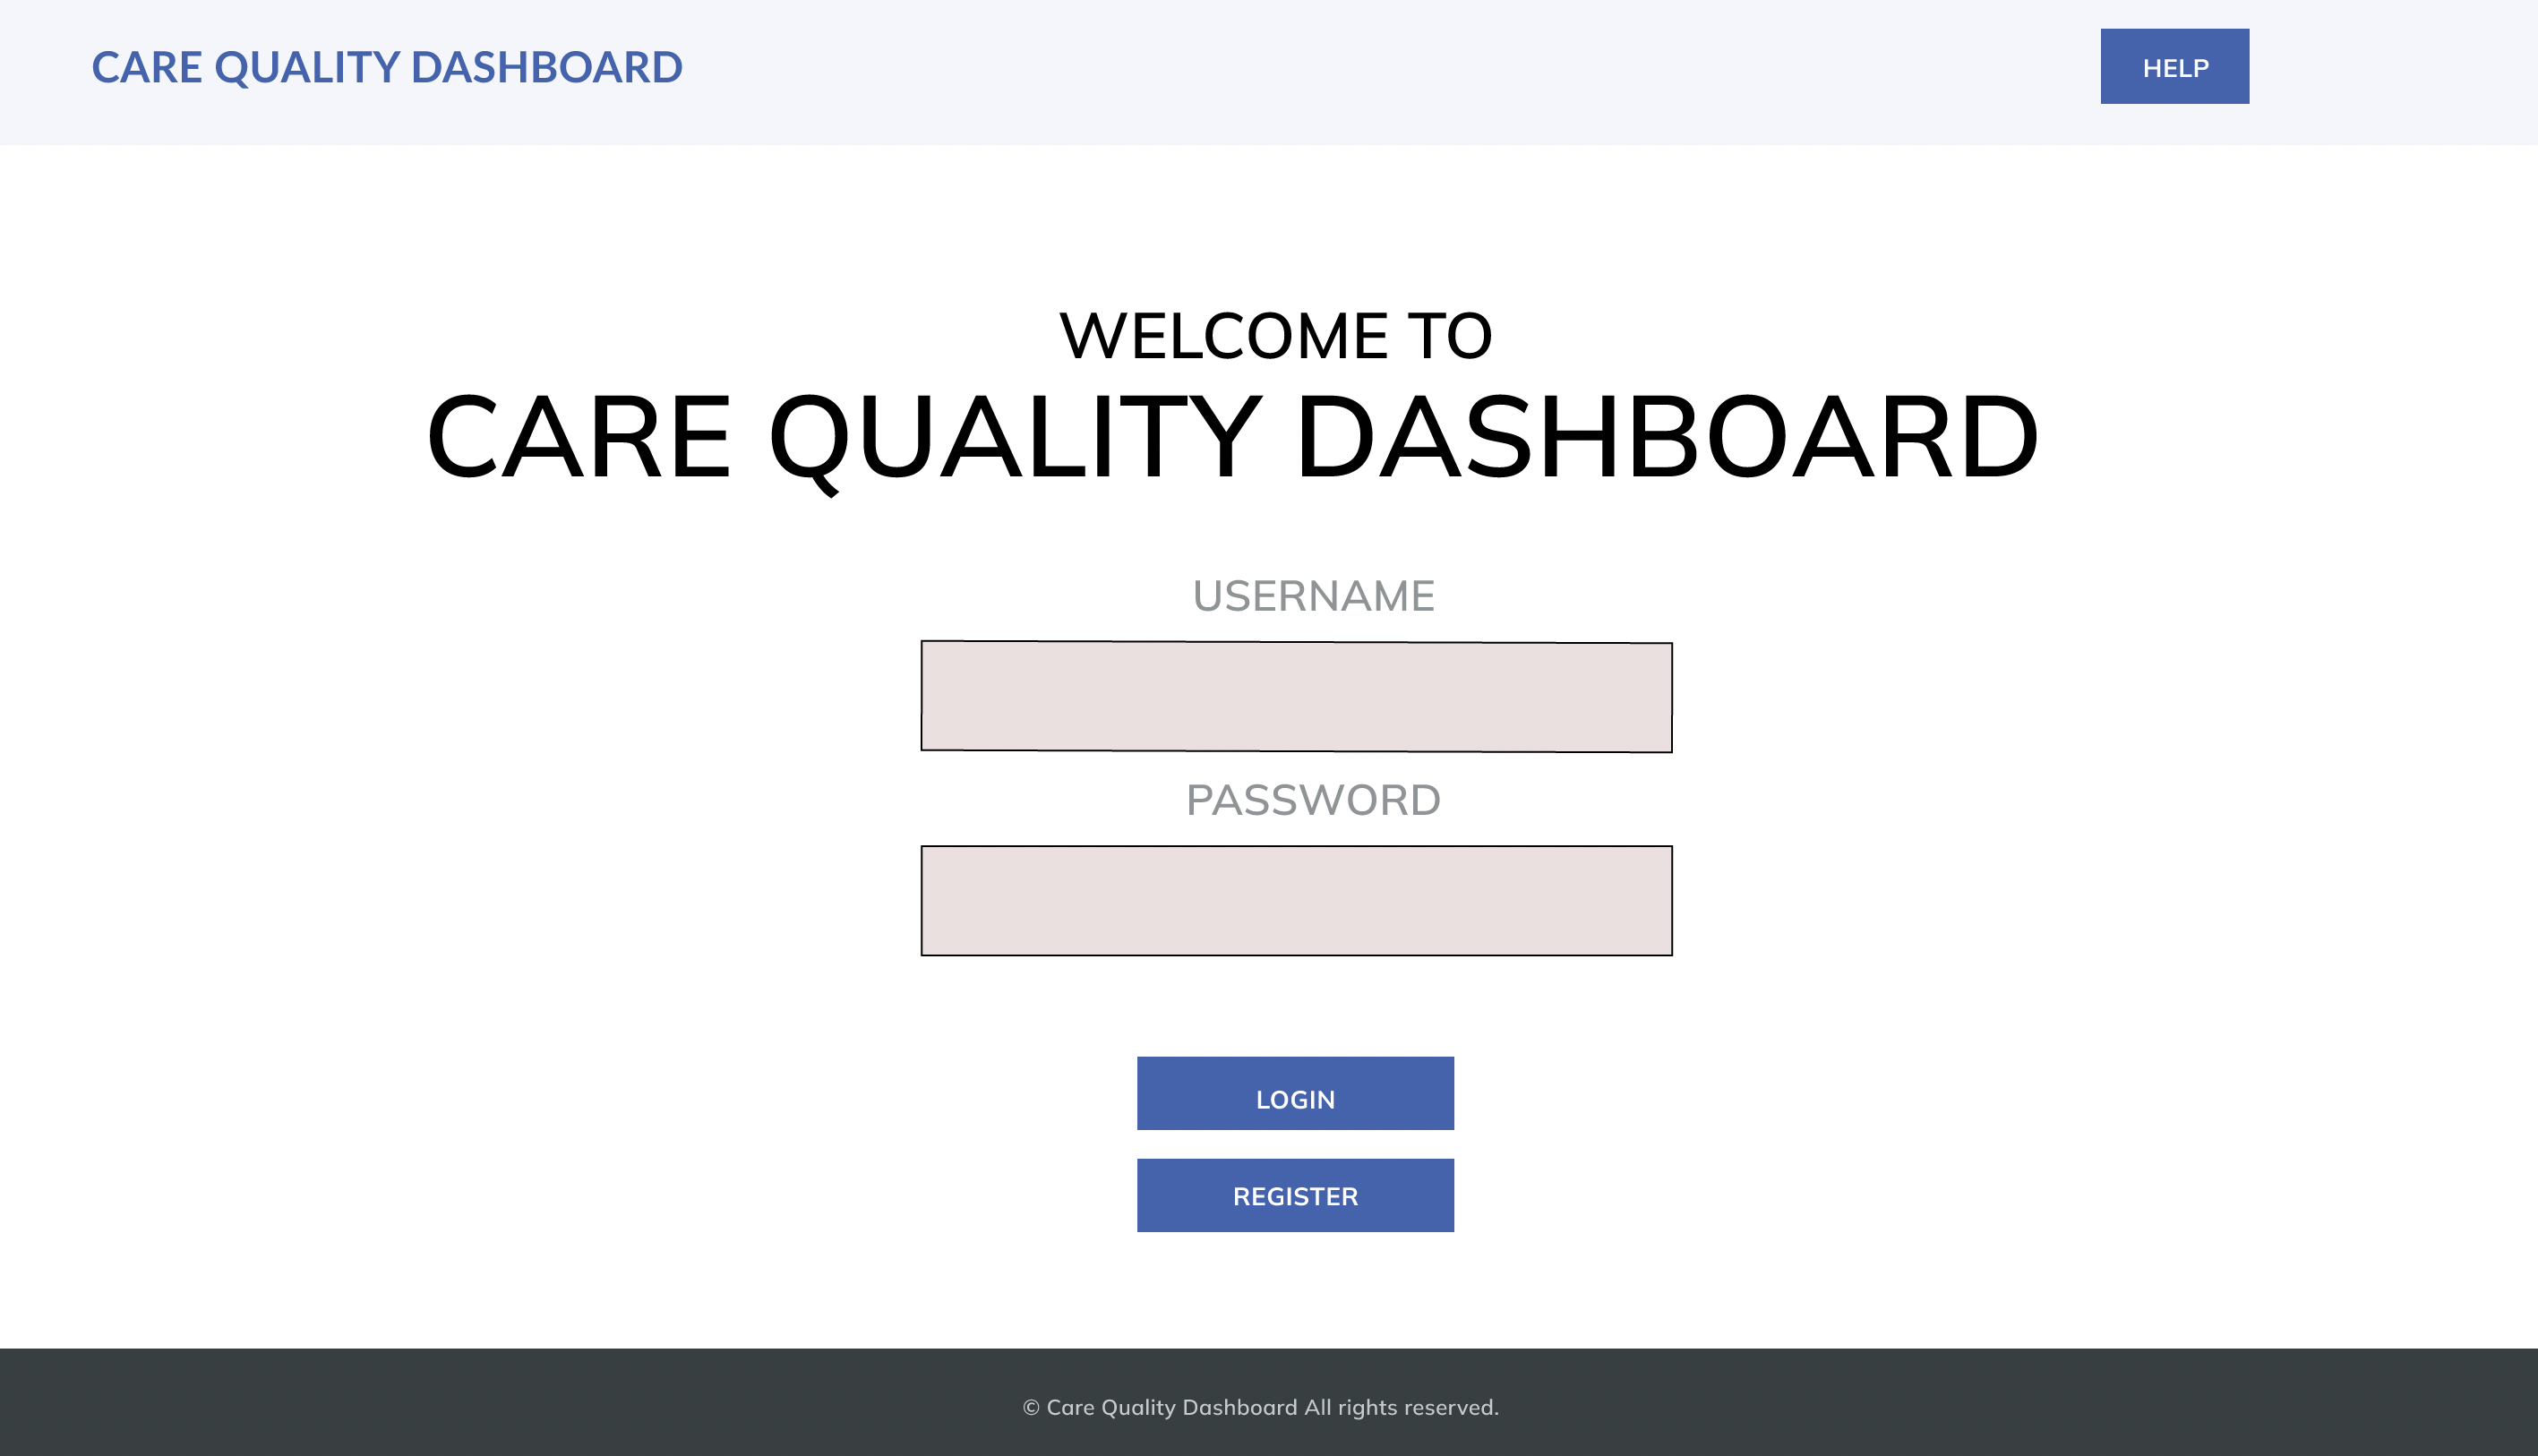 CARE QUALITY DASHBOARD
HELP
WELCOME TO
CARE QUALITY DASHBOARD
USERNAME
PASSWORD
LOGIN
REGISTER
© Care Quality Dashboard All rights reserved.